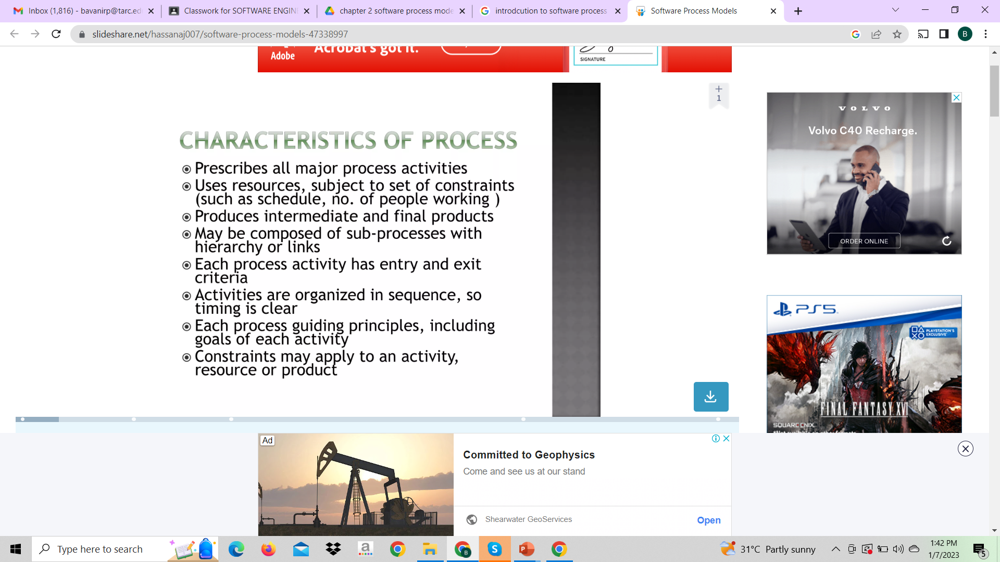 Inbox (1,816) - bavanirp@tarc.ed
Classwork for SOFTWARE ENGIN
chapter 2 software process mode
introdcution to software process
Software Process Models
slideshare.net/hassanaj007/software-process-models-47338997
B
Adobe
Acrobat's got it.
SIGNATURE
+
1
CHARACTERISTICS OF PROCESS
Prescribes all major process activities
Uses resources, subject to set of constraints
(such as schedule, no. of people working )
Produces intermediate and final products
May be composed of sub-processes with
hierarchy or links
Each process activity has entry and exit
criteria
Activities are organized in sequence, so
timing is clear
Each process guiding principles, including
goals of each activity
Constraints may apply to an activity,
resource or product
VOLVO
Volvo C40 Recharge.
ORDER ONLINE
PS5
PLAYSTATION'S
EXCLUSIVE
FINAL FANTASY XVI
SQUARE ENIX
Ad
Committed to Geophysics
Come and see us at our stand
Shearwater GeoServices
Open
Type here to search
a
B
S
P
31°C Partly sunny
1:42 PM
1/7/2023
5